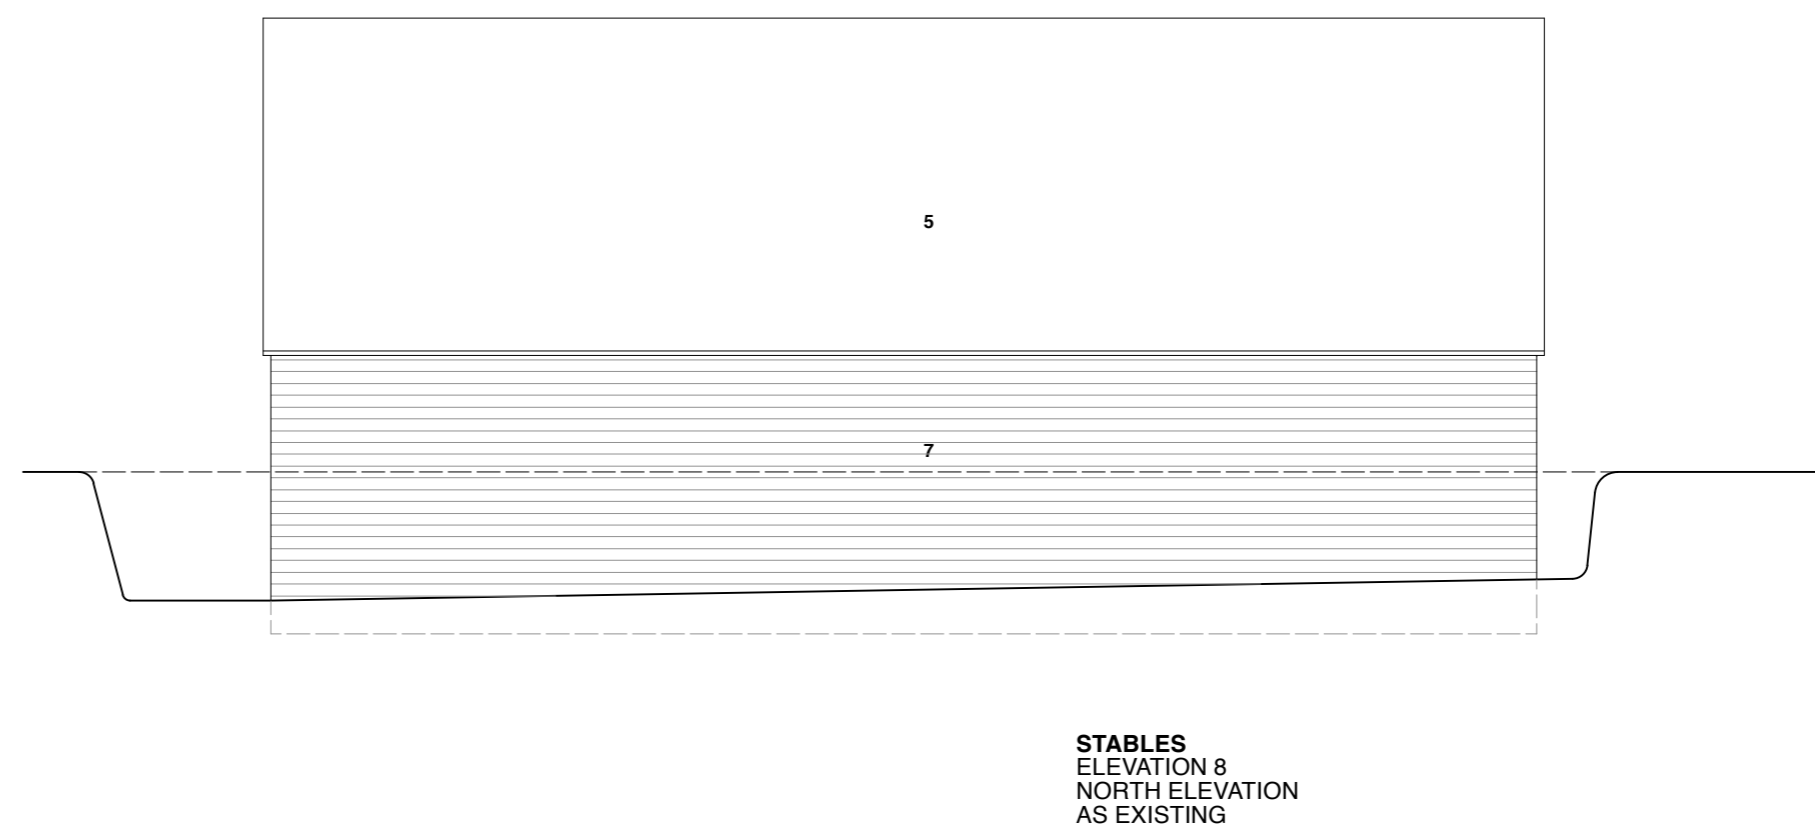 5
7
STABLES
ELEVATION 8
NORTH ELEVATION
AS EXISTING